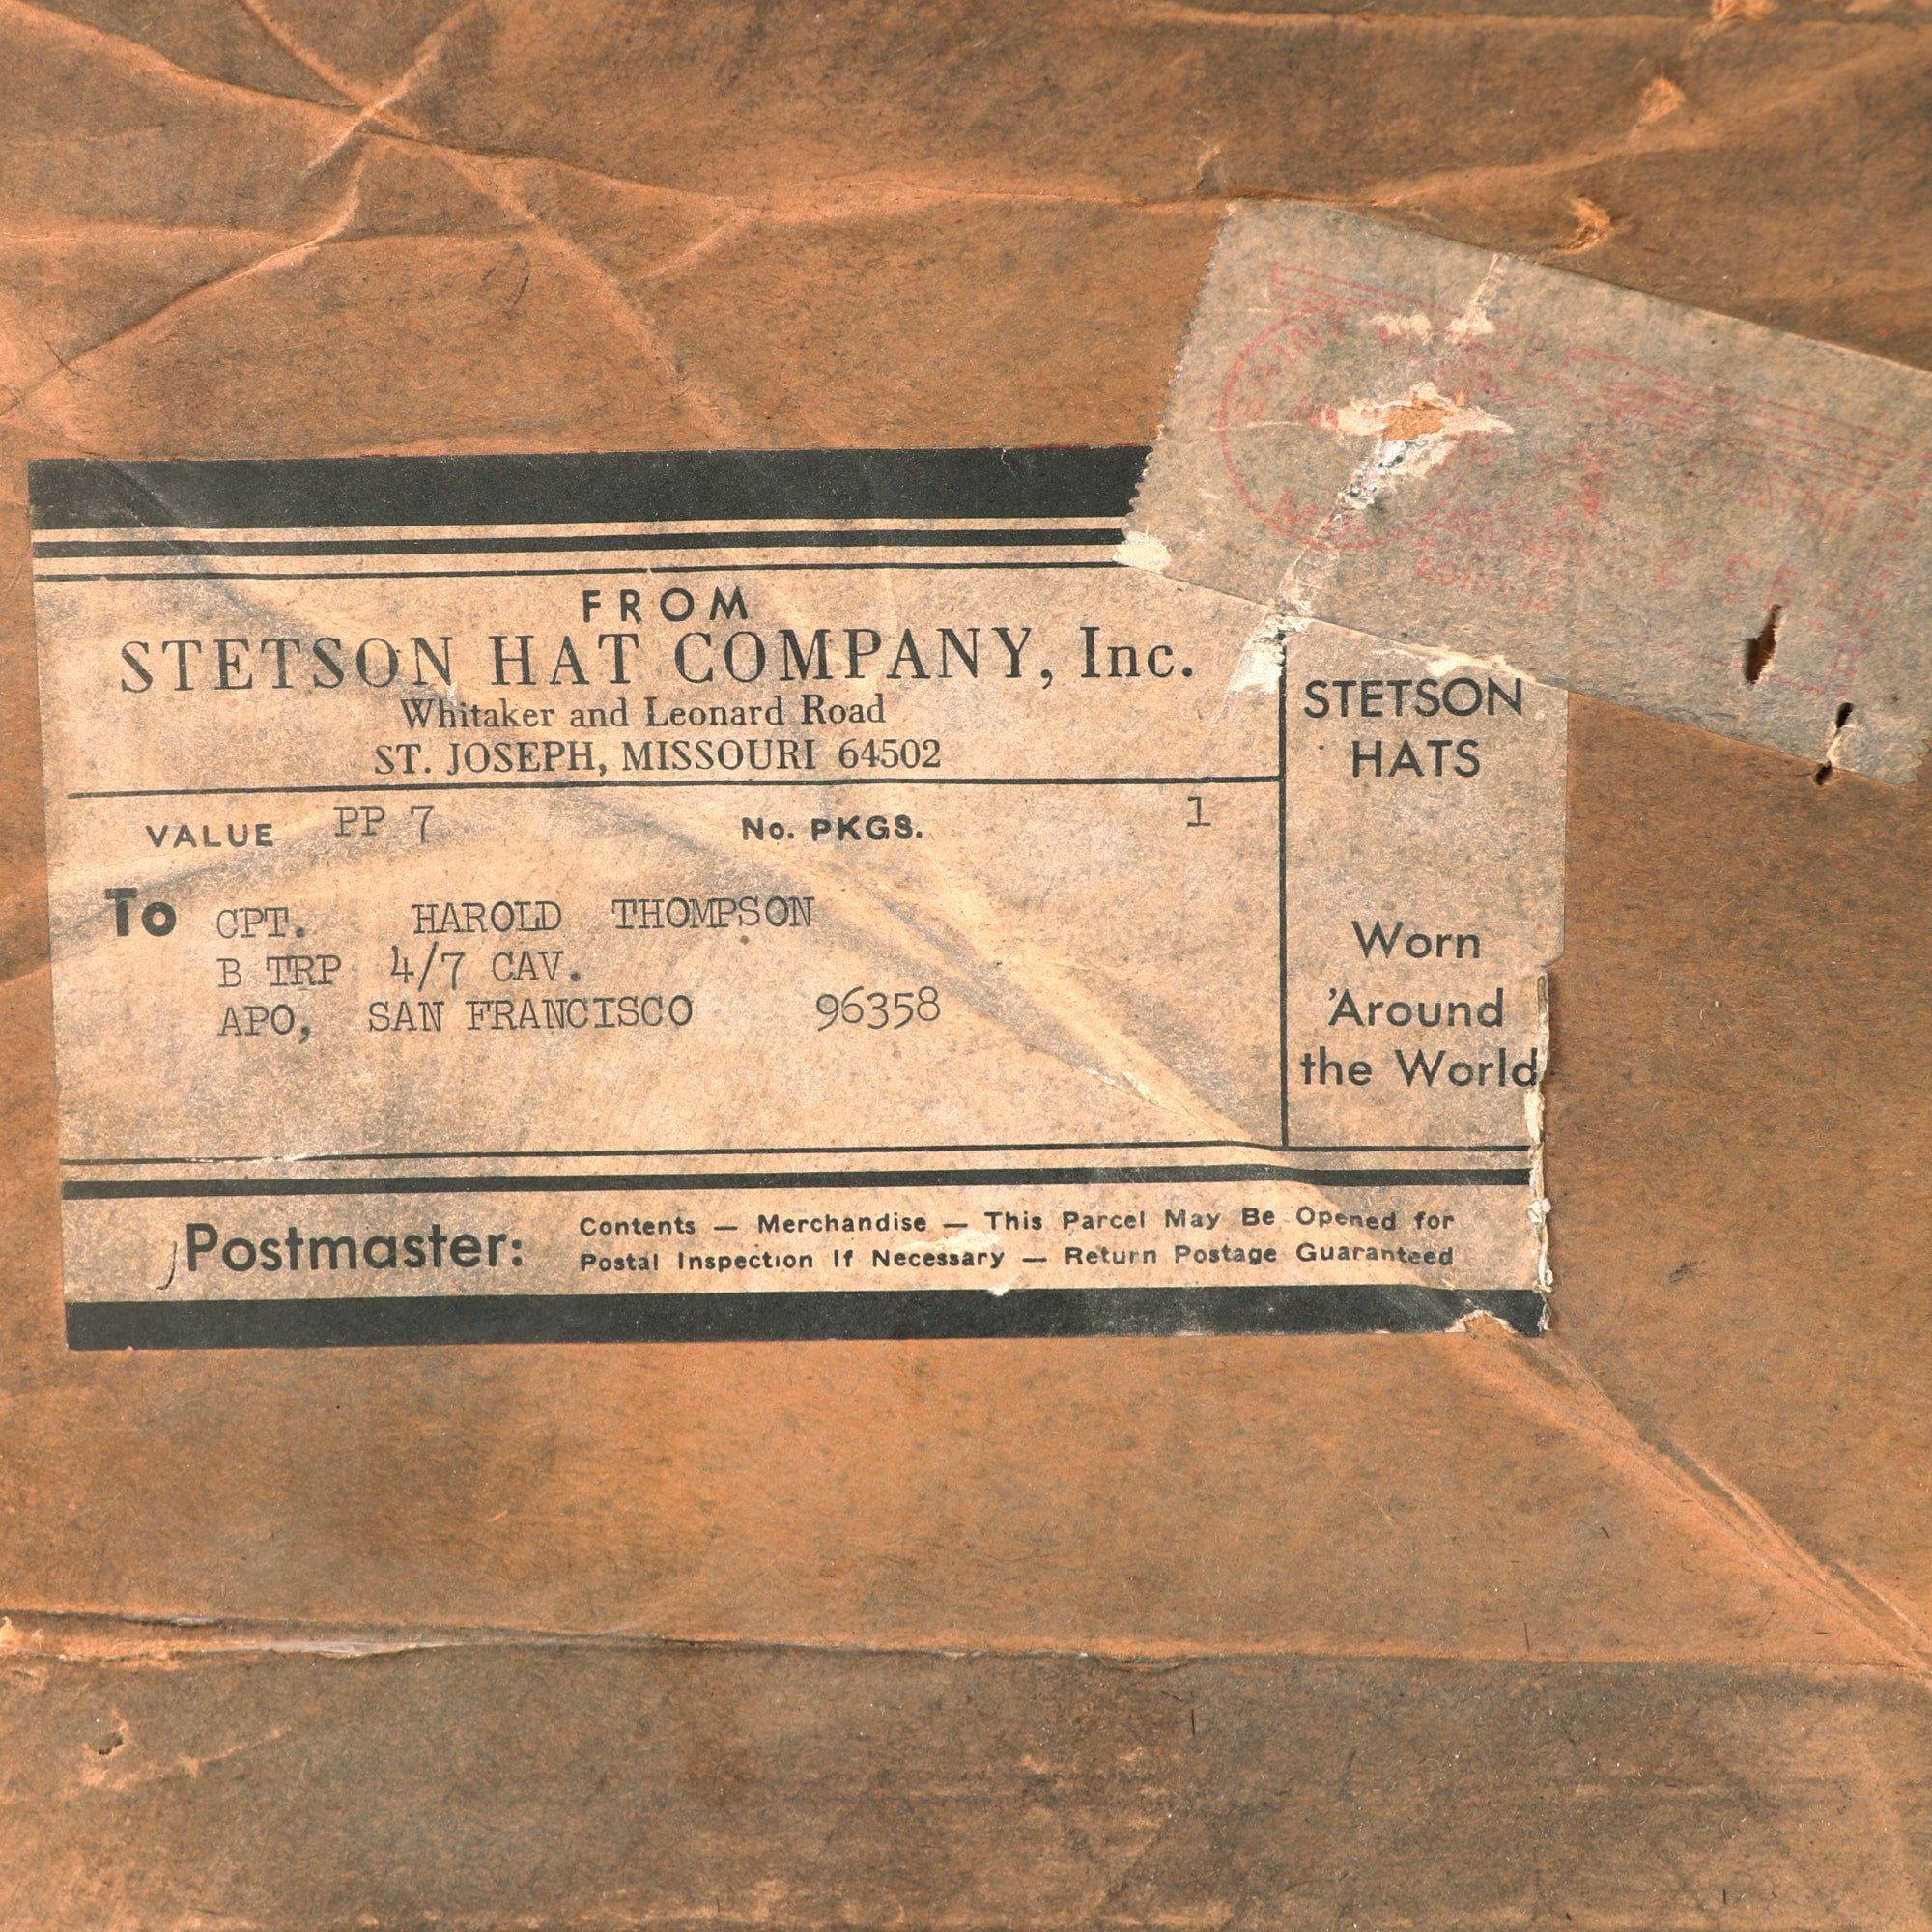 FROM
STETSON HAT COMPANY, Inc.
Whitaker and Leonard Road
ST. JOSEPH, MISSOURI 64502
VALUE PP 7 No. PKGS. 1
To CPT. HAROLD THOMPSON
B TRP 4/7 CAV.
APO, SAN FRANCISCO 96358
STETSON
HATS
Worn
'Around
the World
Postmaster: Contents — Merchandise — This Parcel May Be Opened for
Postal Inspection If Necessary — Return Postage Guaranteed
SAINT
MO.